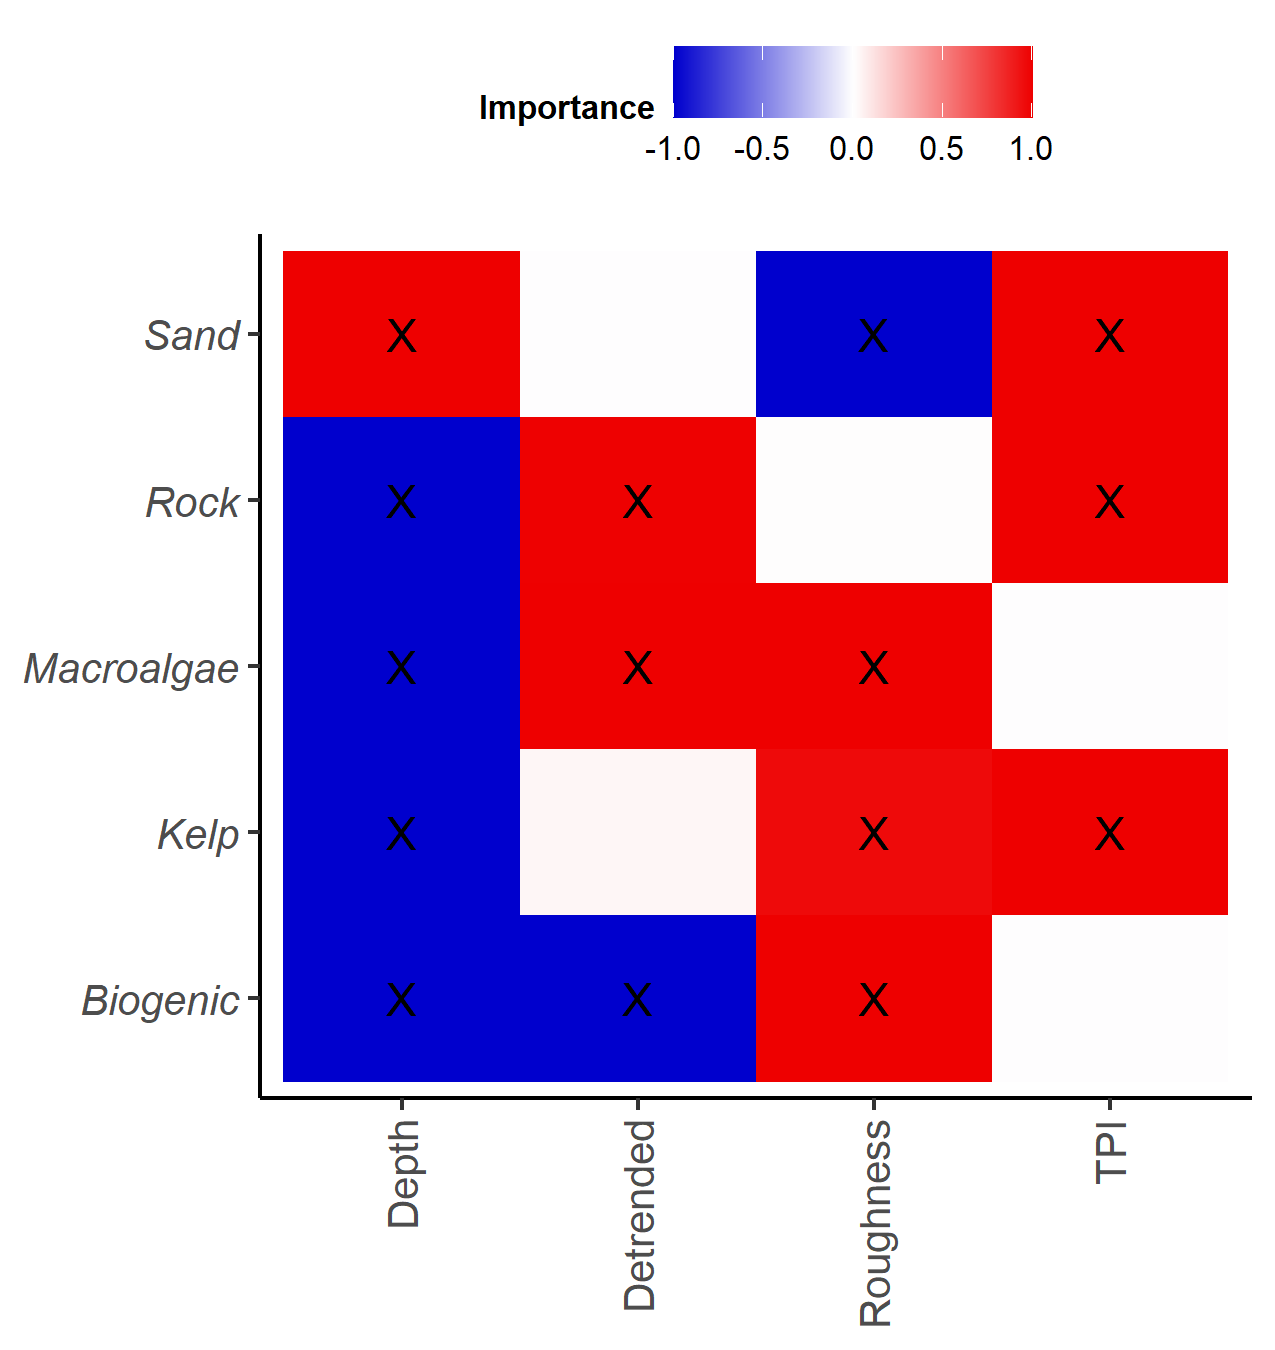 Importance
-1.0 -0.5 0.0 0.5 1.0
Sand X X X
Rock X X X
Macroalgae X X X
Kelp X X X
Biogenic X X X
Depth Detrended Roughness TPI